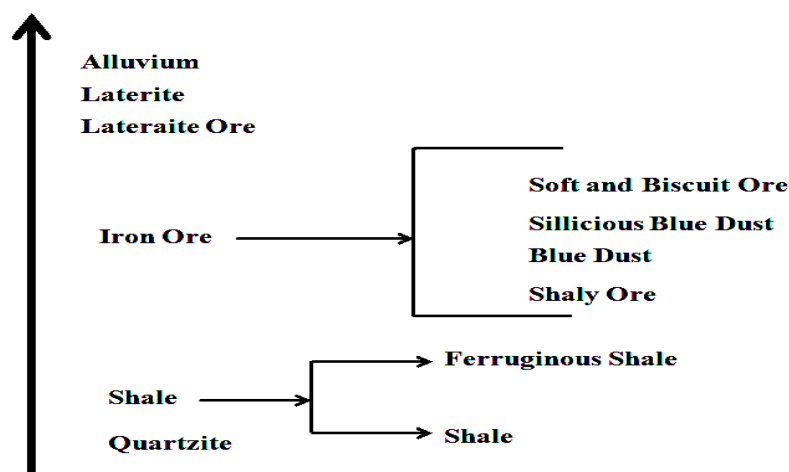 Alluvium
Laterite
Lateraite Ore
Iron Ore
Soft and Biscuit Ore
Sillicious Blue Dust
Blue Dust
Shaly Ore
Ferruginous Shale
Shale
Quartzite
Shale